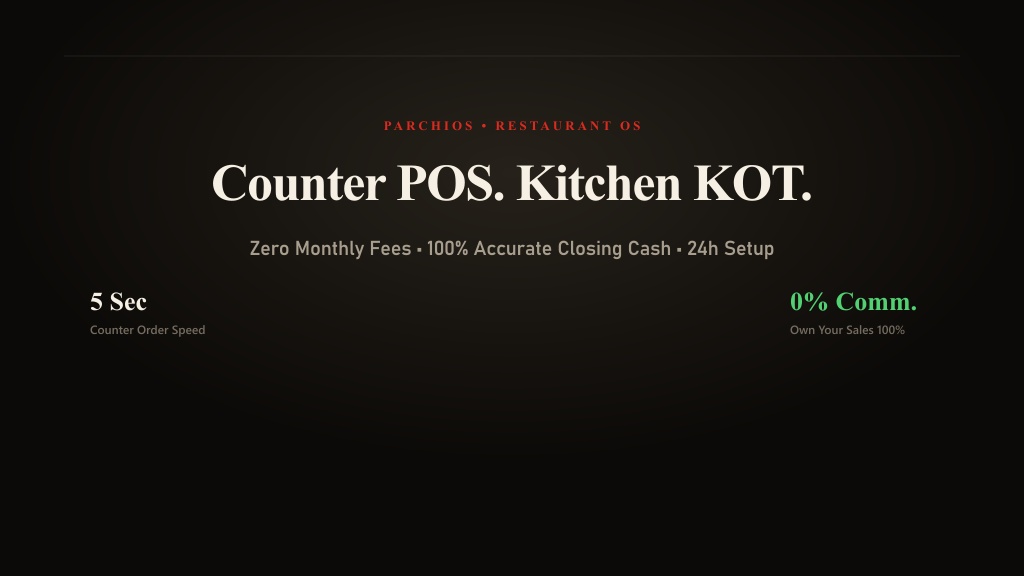 PARCHIOS • RESTAURANT OS
Counter POS. Kitchen KOT.
Zero Monthly Fees • 100% Accurate Closing Cash • 24h Setup
5 Sec
Counter Order Speed
0% Comm.
Own Your Sales 100%